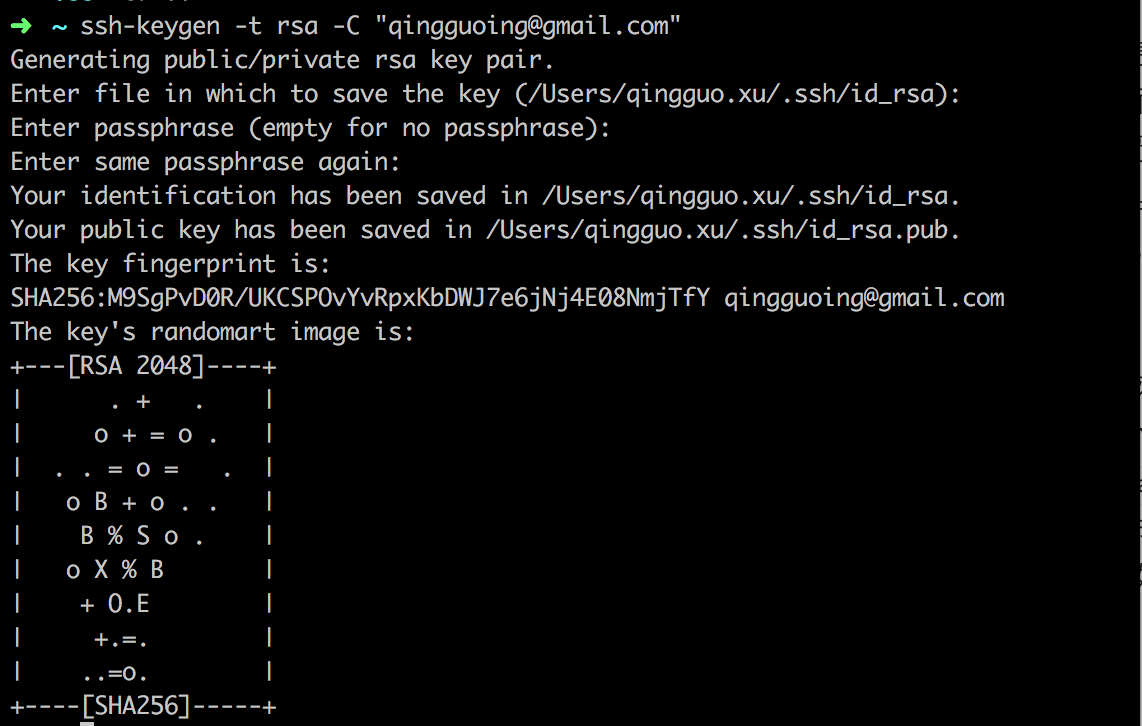 ➜  ~ ssh-keygen -t rsa -C "qingguoing@gmail.com"
Generating public/private rsa key pair.
Enter file in which to save the key (/Users/qingguo.xu/.ssh/id_rsa):
Enter passphrase (empty for no passphrase):
Enter same passphrase again:
Your identification has been saved in /Users/qingguo.xu/.ssh/id_rsa.
Your public key has been saved in /Users/qingguo.xu/.ssh/id_rsa.pub.
The key fingerprint is:
SHA256:M9SgPvD0R/UKCSPOvYvRpxKbDWJ7e6jNj4E08NmjTfY qingguoing@gmail.com
The key's randomart image is:
+---[RSA 2048]----+
|      . +   .    |
|     o + = o .   |
|  . . = o =   .  |
|   o B + o . .   |
|    B % S o .    |
|   o X % B       |
|    + O.E        |
|     +.=.        |
|    ..=o.        |
+----[SHA256]-----+